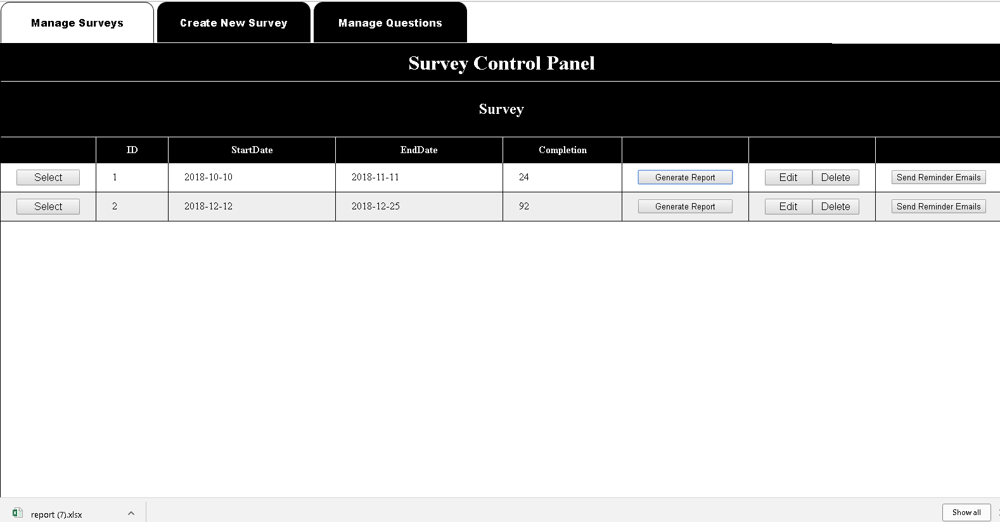 Manage Surveys Create New Survey Manage Questions
Survey Control Panel
Survey
ID StartDate EndDate Completion
Select 1 2018-10-10 2018-11-11 24 Generate Report Edit Delete Send Reminder Emails
Select 2 2018-12-12 2018-12-25 92 Generate Report Edit Delete Send Reminder Emails
report (7).xlsx Show all